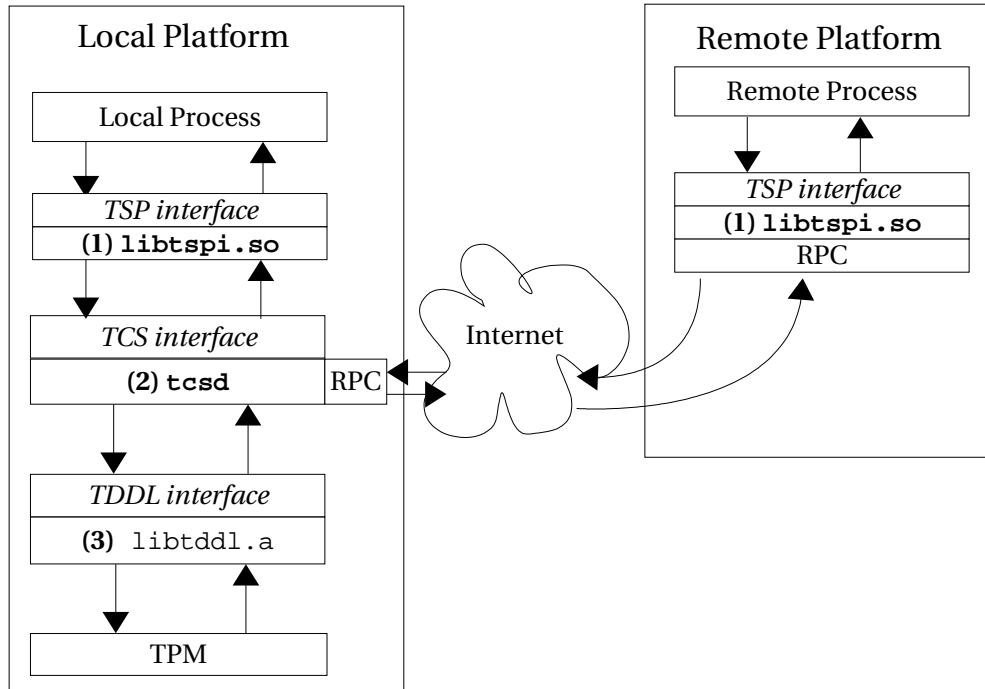 Local Platform
Local Process
TSP interface
(1) libtspi.so
TCS interface
(2) tcsd
RPC
TDDL interface
(3) libtddl.a
TPM
Internet
Remote Platform
Remote Process
TSP interface
(1) libtspi.so
RPC